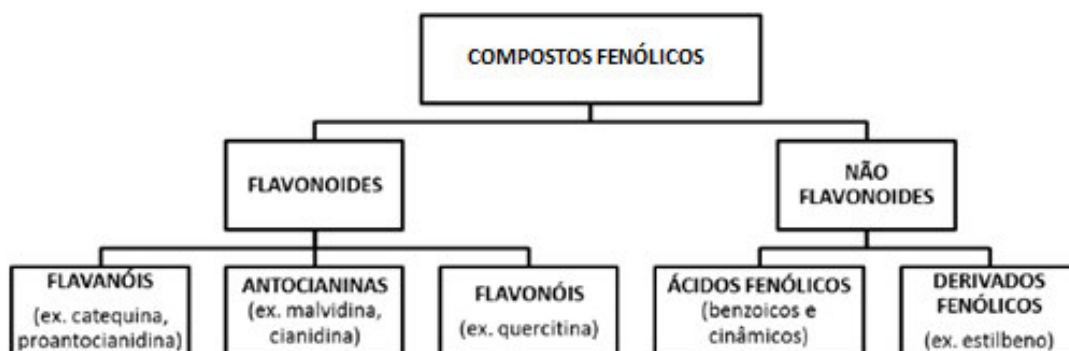 COMPOSTOS FENÓLICOS
FLAVONOIDES
NÃO
FLAVONOIDES
FLAVANÓIS
(ex. catequina,
proantocianidina)
ANTOCIANINAS
(ex. malvidina,
cianidina)
FLAVONÓIS
(ex. quercitina)
ÁCIDOS FENÓLICOS
(benzoicos e
cinâmicos)
DERIVADOS
FENÓLICOS
(ex. estilbeno)